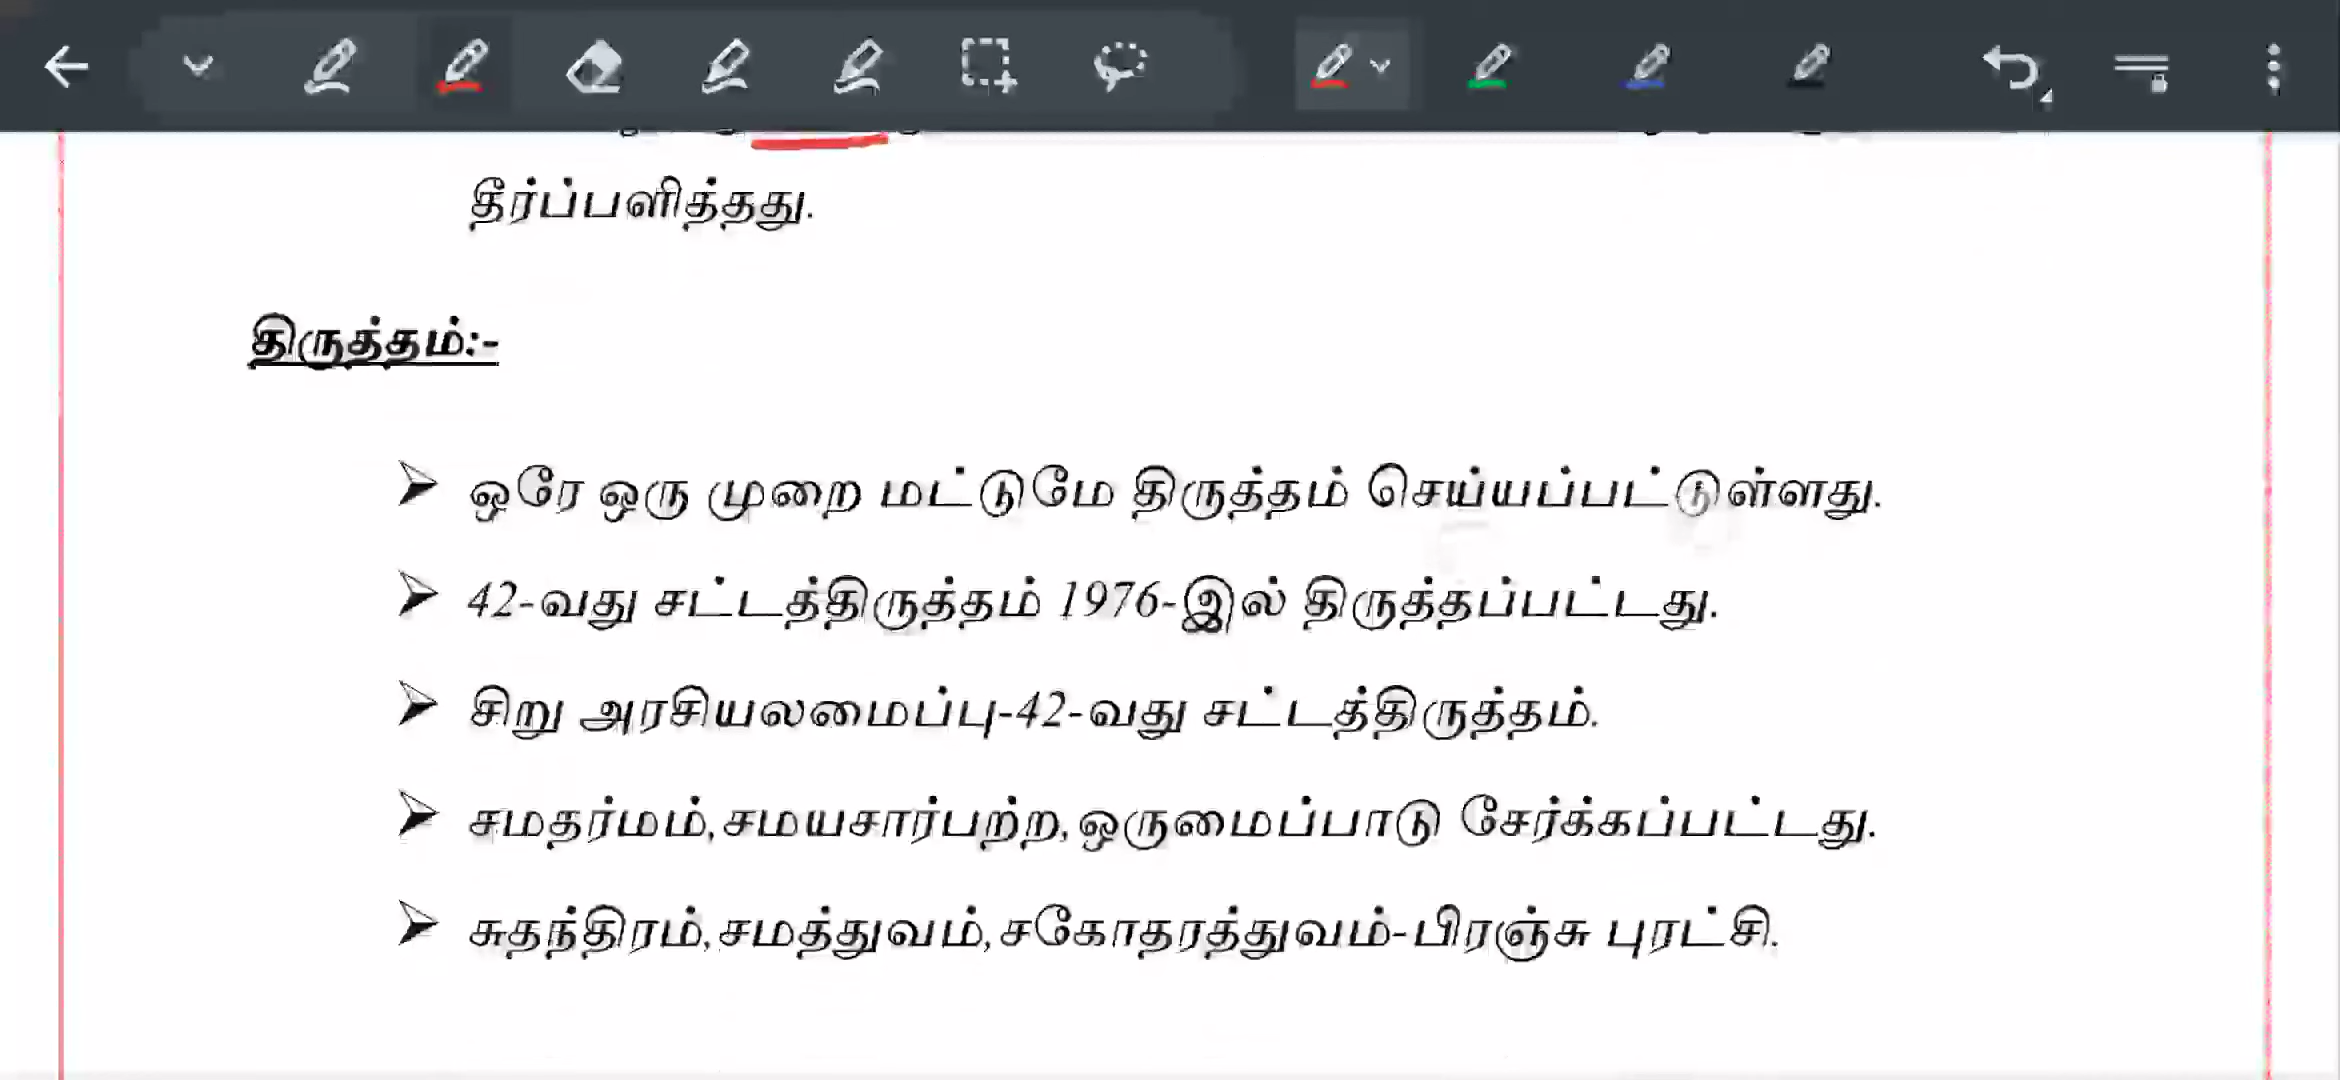 தீர்ப்பளித்தது.
திருத்தம்:-
➤ ஒரே ஒரு முறை மட்டுமே திருத்தம் செய்யப்பட்டுள்ளது.
➤ 42-வது சட்டத்திருத்தம் 1976-இல் திருத்தப்பட்டது.
➤ சிறு அரசியலமைப்பு-42-வது சட்டத்திருத்தம்.
➤ சமதர்மம்,சமயசார்பற்ற,ஒருமைப்பாடு சேர்க்கப்பட்டது.
➤ சுதந்திரம்,சமத்துவம்,சகோதரத்துவம்-பிரஞ்சு புரட்சி.